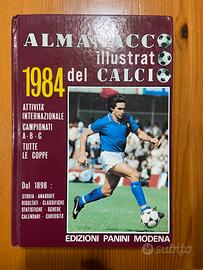 ALMANACCO
illustrato
1984 del CALCIO
ATTIVITÀ
INTERNAZIONALE
CAMPIONATI
A-B-C
TUTTE
LE COPPE
Dal 1898:
STORIA - ANAGRAFE
RISULTATI - CLASSIFICHE
STATISTICHE - SCHEDE
CALENDARI - CURIOSITÀ
EDIZIONI PANINI MODENA
subito